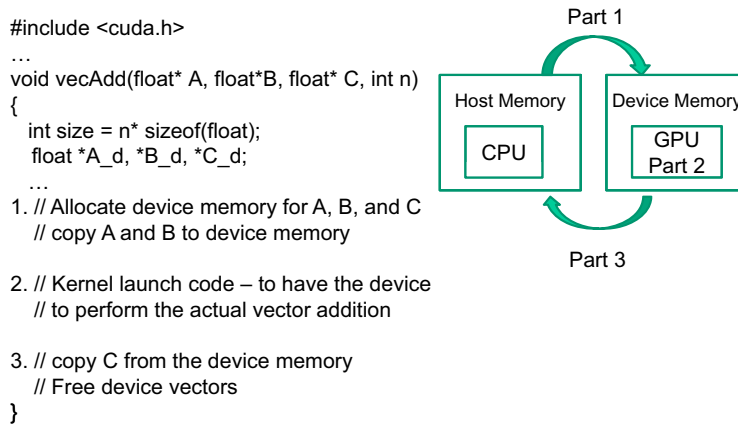 #include <cuda.h>
…
void vecAdd(float* A, float*B, float* C, int n)
{
int size = n* sizeof(float);
float *A_d, *B_d, *C_d;
…
1. // Allocate device memory for A, B, and C
// copy A and B to device memory
2. // Kernel launch code – to have the device
// to perform the actual vector addition
3. // copy C from the device memory
// Free device vectors
}
Part 1
Host Memory
CPU
Device Memory
GPU
Part 2
Part 3